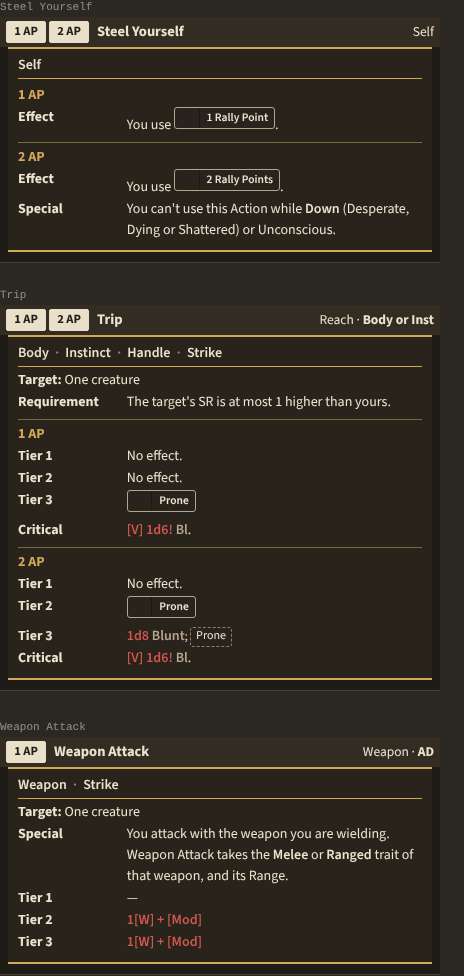 Steel Yourself
1 AP 2 AP Steel Yourself Self
Self
1 AP
Effect You use 1 Rally Point.
2 AP
Effect You use 2 Rally Points.
Special You can't use this Action while Down (Desperate,
Dying or Shattered) or Unconscious.
Trip
1 AP 2 AP Trip Reach · Body or Inst
Body · Instinct · Handle · Strike
Target: One creature
Requirement The target's SR is at most 1 higher than yours.
1 AP
Tier 1 No effect.
Tier 2 No effect.
Tier 3 Prone
Critical [V] 1d6! Bl.
2 AP
Tier 1 No effect.
Tier 2 Prone
Tier 3 1d8 Blunt; Prone
Critical [V] 1d6! Bl.
Weapon Attack
1 AP Weapon Attack Weapon · AD
Weapon · Strike
Target: One creature
Special You attack with the weapon you are wielding.
Weapon Attack takes the Melee or Ranged trait of
that weapon, and its Range.
Tier 1 —
Tier 2 1[W] + [Mod]
Tier 3 1[W] + [Mod]